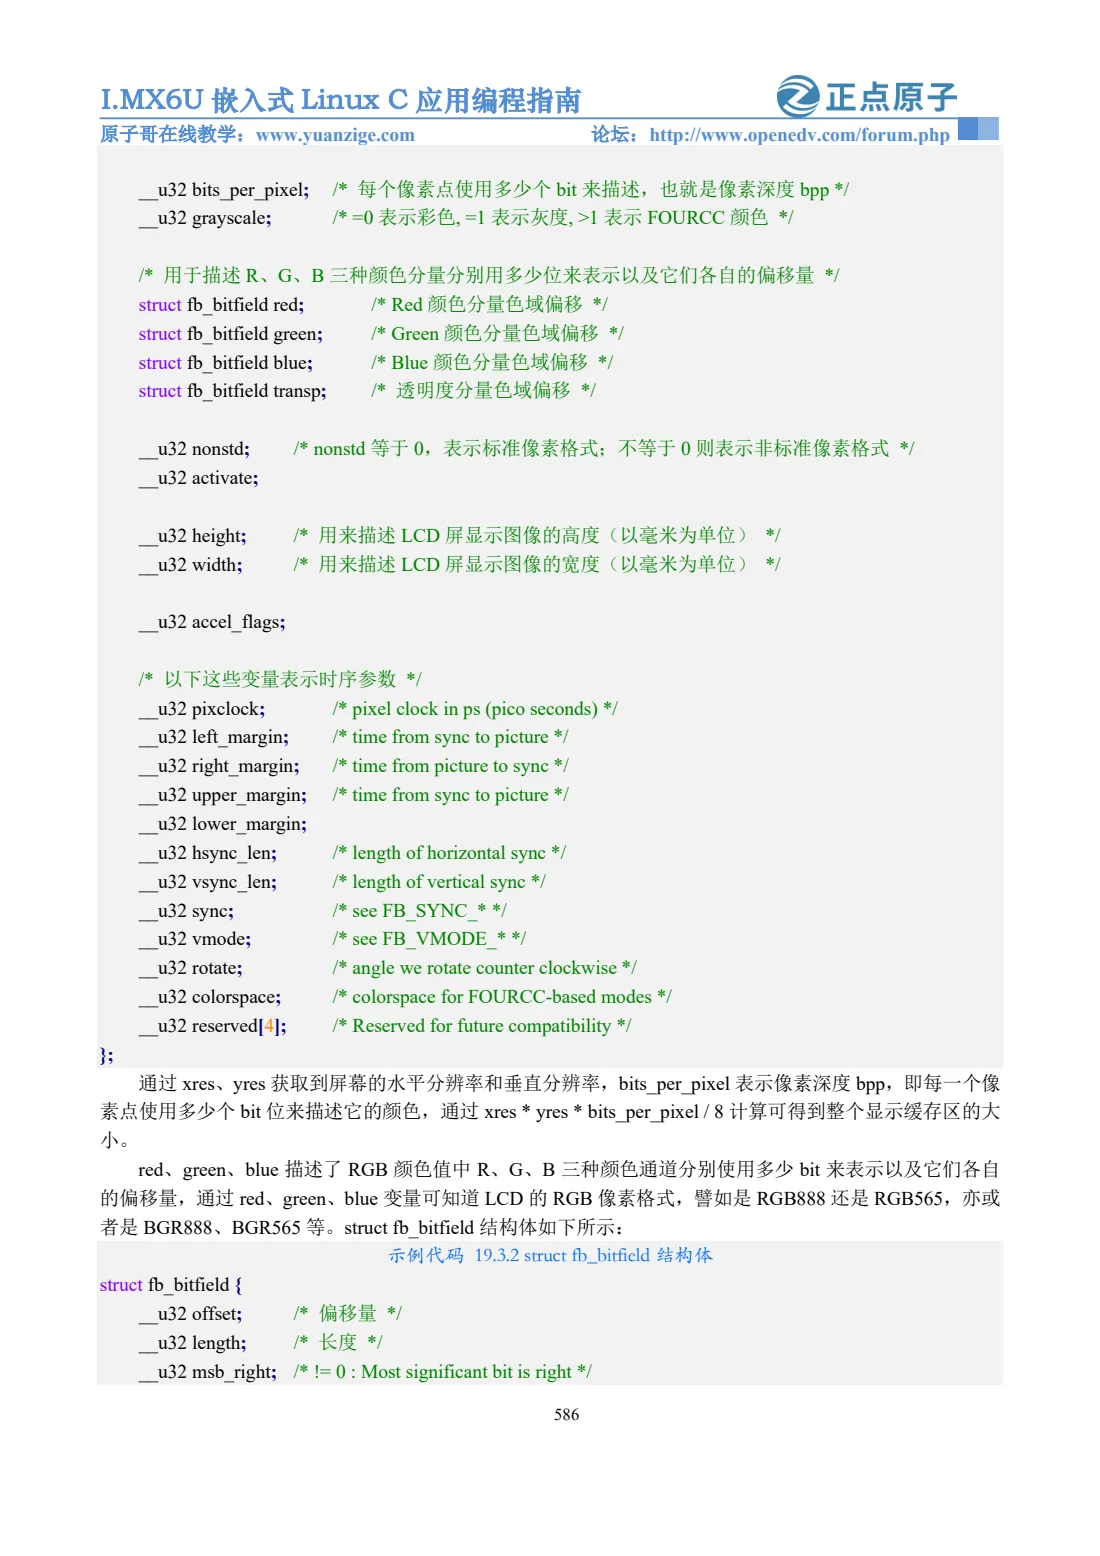 I.MX6U 嵌入式 Linux C 应用编程指南
正点原子
原子哥在线教学：www.yuanzige.com 论坛：http://www.openedv.com/forum.php
__u32 bits_per_pixel; /* 每个像素点使用多少个 bit 来描述，也就是像素深度 bpp */
__u32 grayscale; /* =0 表示彩色, =1 表示灰度, >1 表示 FOURCC 颜色 */
/* 用于描述 R、G、B 三种颜色分量分别用多少位来表示以及它们各自的偏移量 */
struct fb_bitfield red; /* Red 颜色分量色域偏移 */
struct fb_bitfield green; /* Green 颜色分量色域偏移 */
struct fb_bitfield blue; /* Blue 颜色分量色域偏移 */
struct fb_bitfield transp; /* 透明度分量色域偏移 */
__u32 nonstd; /* nonstd 等于 0，表示标准像素格式；不等于 0 则表示非标准像素格式 */
__u32 activate;
__u32 height; /* 用来描述 LCD 屏显示图像的高度（以毫米为单位） */
__u32 width; /* 用来描述 LCD 屏显示图像的宽度（以毫米为单位） */
__u32 accel_flags;
/* 以下这些变量表示时序参数 */
__u32 pixclock; /* pixel clock in ps (pico seconds) */
__u32 left_margin; /* time from sync to picture */
__u32 right_margin; /* time from picture to sync */
__u32 upper_margin; /* time from sync to picture */
__u32 lower_margin;
__u32 hsync_len; /* length of horizontal sync */
__u32 vsync_len; /* length of vertical sync */
__u32 sync; /* see FB_SYNC_* */
__u32 vmode; /* see FB_VMODE_* */
__u32 rotate; /* angle we rotate counter clockwise */
__u32 colorspace; /* colorspace for FOURCC-based modes */
__u32 reserved[4]; /* Reserved for future compatibility */
};
通过 xres、yres 获取到屏幕的水平分辨率和垂直分辨率，bits_per_pixel 表示像素深度 bpp，即每一个像
素点使用多少个 bit 位来描述它的颜色，通过 xres * yres * bits_per_pixel / 8 计算可得到整个显示缓存区的大
小。
red、green、blue 描述了 RGB 颜色值中 R、G、B 三种颜色通道分别使用多少 bit 来表示以及它们各自
的偏移量，通过 red、green、blue 变量可知道 LCD 的 RGB 像素格式，譬如是 RGB888 还是 RGB565，亦或
者是 BGR888、BGR565 等。struct fb_bitfield 结构体如下所示：
示例代码 19.3.2 struct fb_bitfield 结构体
struct fb_bitfield {
__u32 offset; /* 偏移量 */
__u32 length; /* 长度 */
__u32 msb_right; /* != 0 : Most significant bit is right */
586